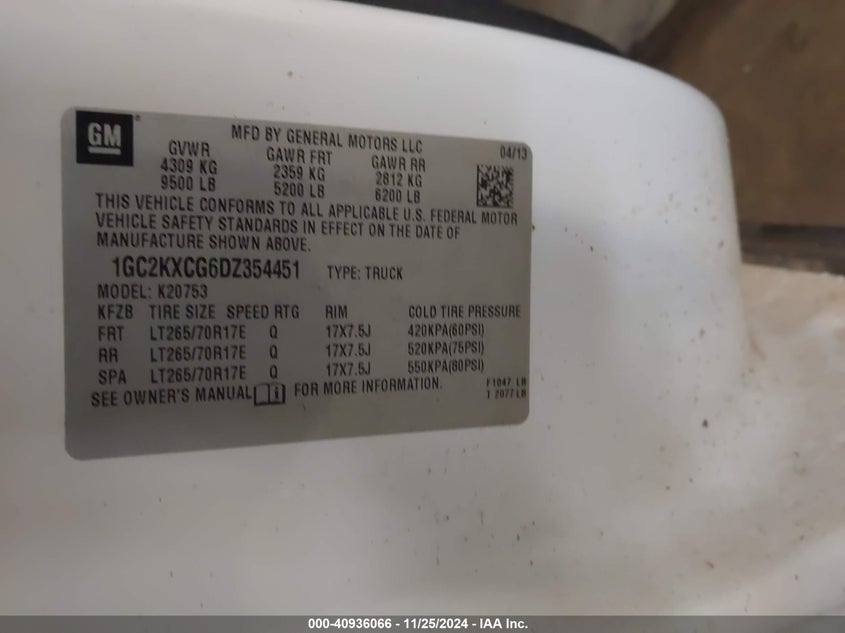 GM
MFD BY GENERAL MOTORS LLC
04/13
GVWR GAWR FRT GAWR RR
4309 KG 2359 KG 2812 KG
9500 LB 5200 LB 6200 LB
THIS VEHICLE CONFORMS TO ALL APPLICABLE U.S. FEDERAL MOTOR
VEHICLE SAFETY STANDARDS IN EFFECT ON THE DATE OF
MANUFACTURE SHOWN ABOVE.
1GC2KXCG6DZ354451 TYPE: TRUCK
MODEL: K20753
KFZB TIRE SIZE SPEED RTG RIM COLD TIRE PRESSURE
FRT LT265/70R17E Q 17X7.5J 420KPA(60PSI)
RR LT265/70R17E Q 17X7.5J 520KPA(75PSI)
SPA LT265/70R17E Q 17X7.5J 550KPA(80PSI)
SEE OWNER'S MANUAL FOR MORE INFORMATION.
F1047 LB
T 2077LB
000-40936066 - 11/25/2024 - IAA Inc.